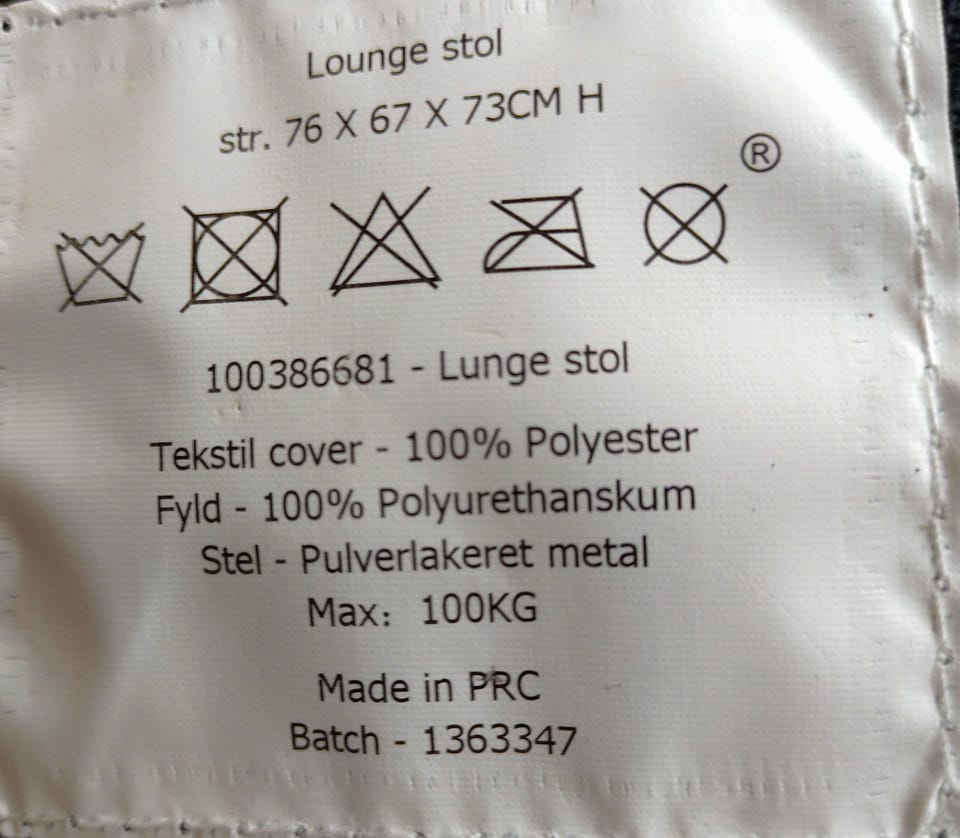 Lounge stol
str. 76 X 67 X 73CM H
®
100386681 - Lunge stol
Tekstil cover - 100% Polyester
Fyld - 100% Polyurethanskum
Stel - Pulverlakeret metal
Max: 100KG
Made in PRC
Batch - 1363347